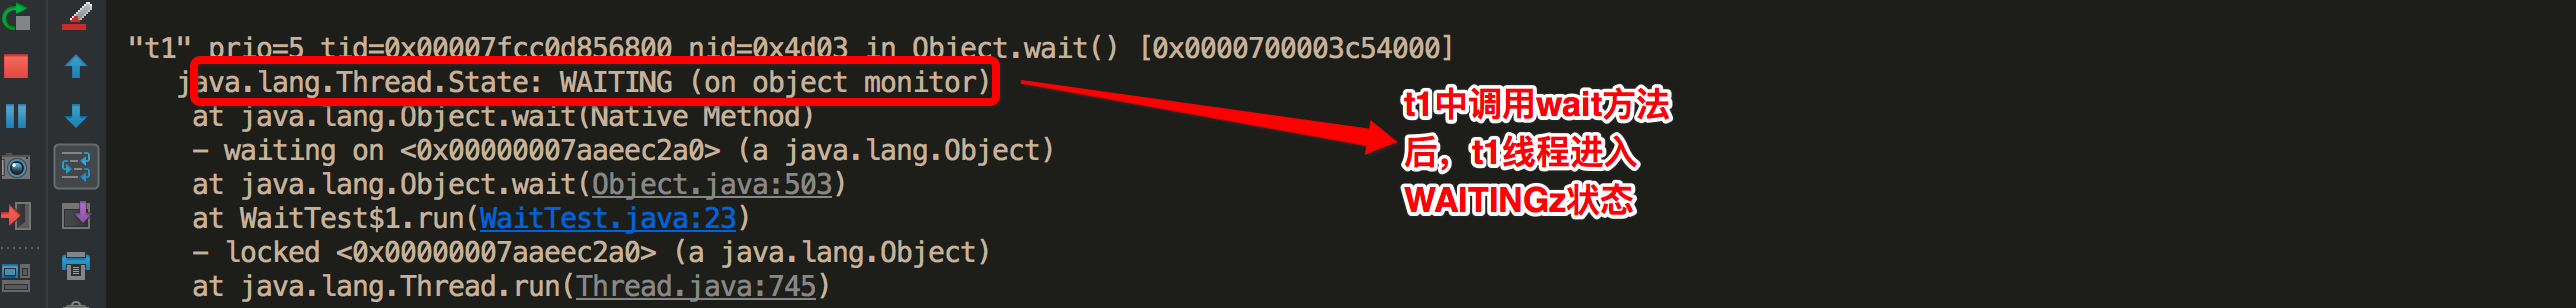 "t1" prio=5 tid=0x00007fcc0d856800 nid=0x4d03 in Object.wait() [0x0000700003c54000]
java.lang.Thread.State: WAITING (on object monitor)
at java.lang.Object.wait(Native Method)
- waiting on <0x00000007aaeec2a0> (a java.lang.Object)
at java.lang.Object.wait(Object.java:503)
at WaitTest$1.run(WaitTest.java:23)
- locked <0x00000007aaeec2a0> (a java.lang.Object)
at java.lang.Thread.run(Thread.java:745)
t1中调用wait方法
后，t1线程进入
WAITINGz状态